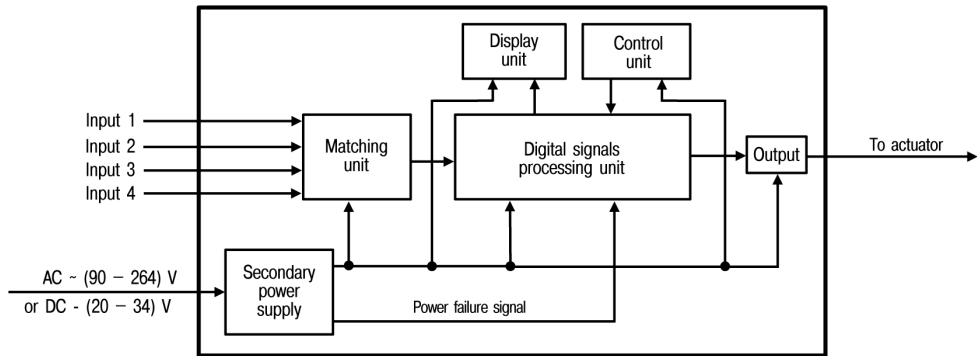 Display
unit
Control
unit
Input 1
Input 2
Input 3
Input 4
Matching
unit
Digital signals
processing unit
Output
To actuator
AC ~ (90 – 264) V
or DC - (20 – 34) V
Secondary
power
supply
Power failure signal